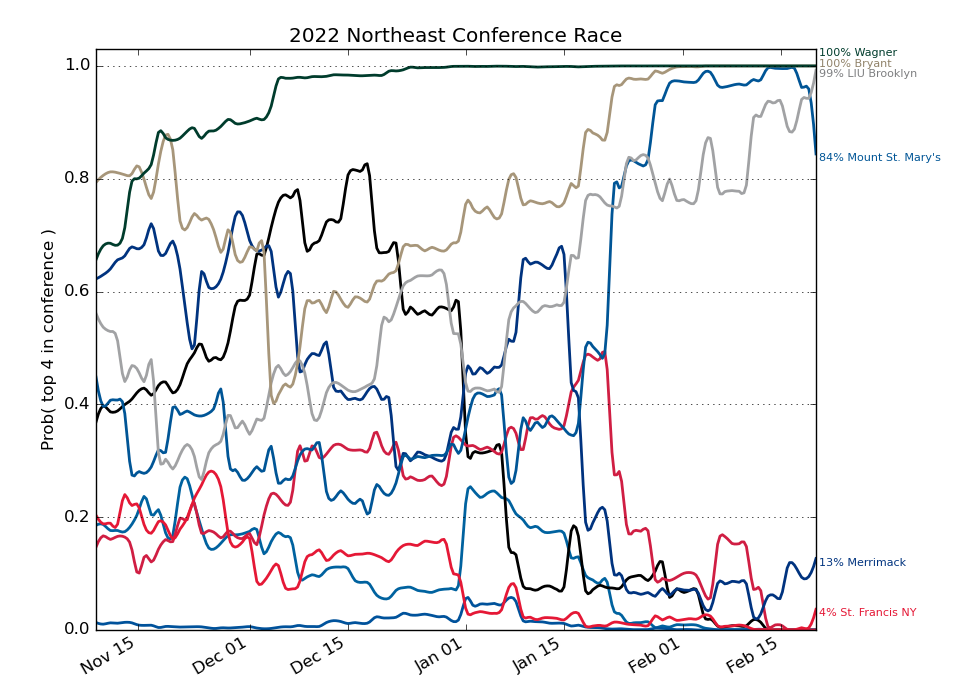 2022 Northeast Conference Race
Prob( top 4 in conference )
1.0
0.8
0.6
0.4
0.2
0.0
Nov 15
Dec 01
Dec 15
Jan 01
Jan 15
Feb 01
Feb 15
100% Wagner
100% Bryant
99% LIU Brooklyn
84% Mount St. Mary's
13% Merrimack
4% St. Francis NY